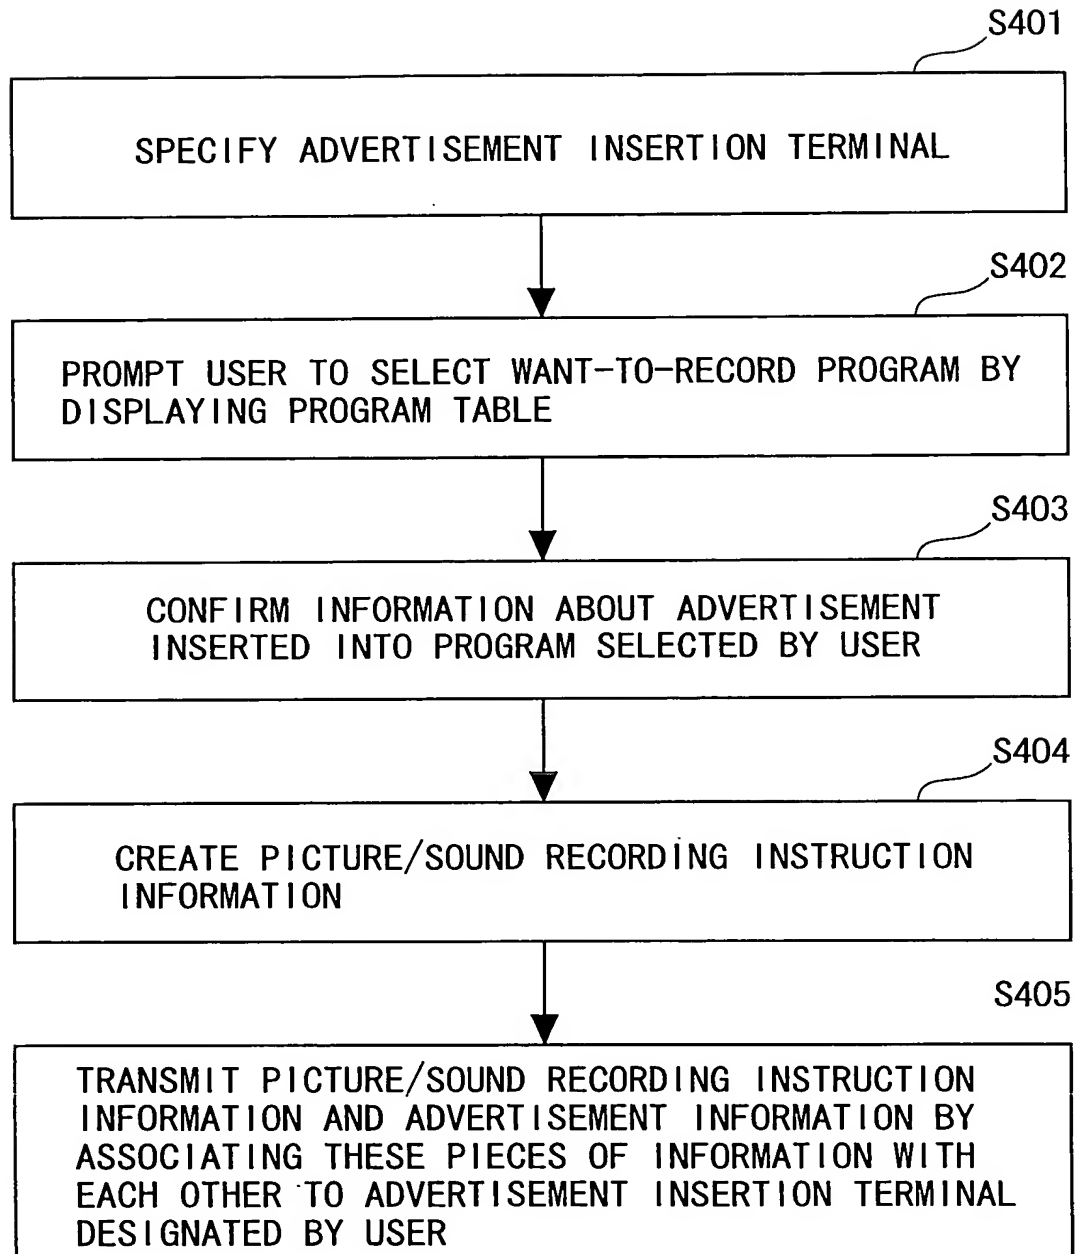 S401
SPECIFY ADVERTISEMENT INSERTION TERMINAL
S402
PROMPT USER TO SELECT WANT-TO-RECORD PROGRAM BY
DISPLAYING PROGRAM TABLE
S403
CONFIRM INFORMATION ABOUT ADVERTISEMENT
INSERTED INTO PROGRAM SELECTED BY USER
S404
CREATE PICTURE/SOUND RECORDING INSTRUCTION
INFORMATION
S405
TRANSMIT PICTURE/SOUND RECORDING INSTRUCTION
INFORMATION AND ADVERTISEMENT INFORMATION BY
ASSOCIATING THESE PIECES OF INFORMATION WITH
EACH OTHER TO ADVERTISEMENT INSERTION TERMINAL
DESIGNATED BY USER